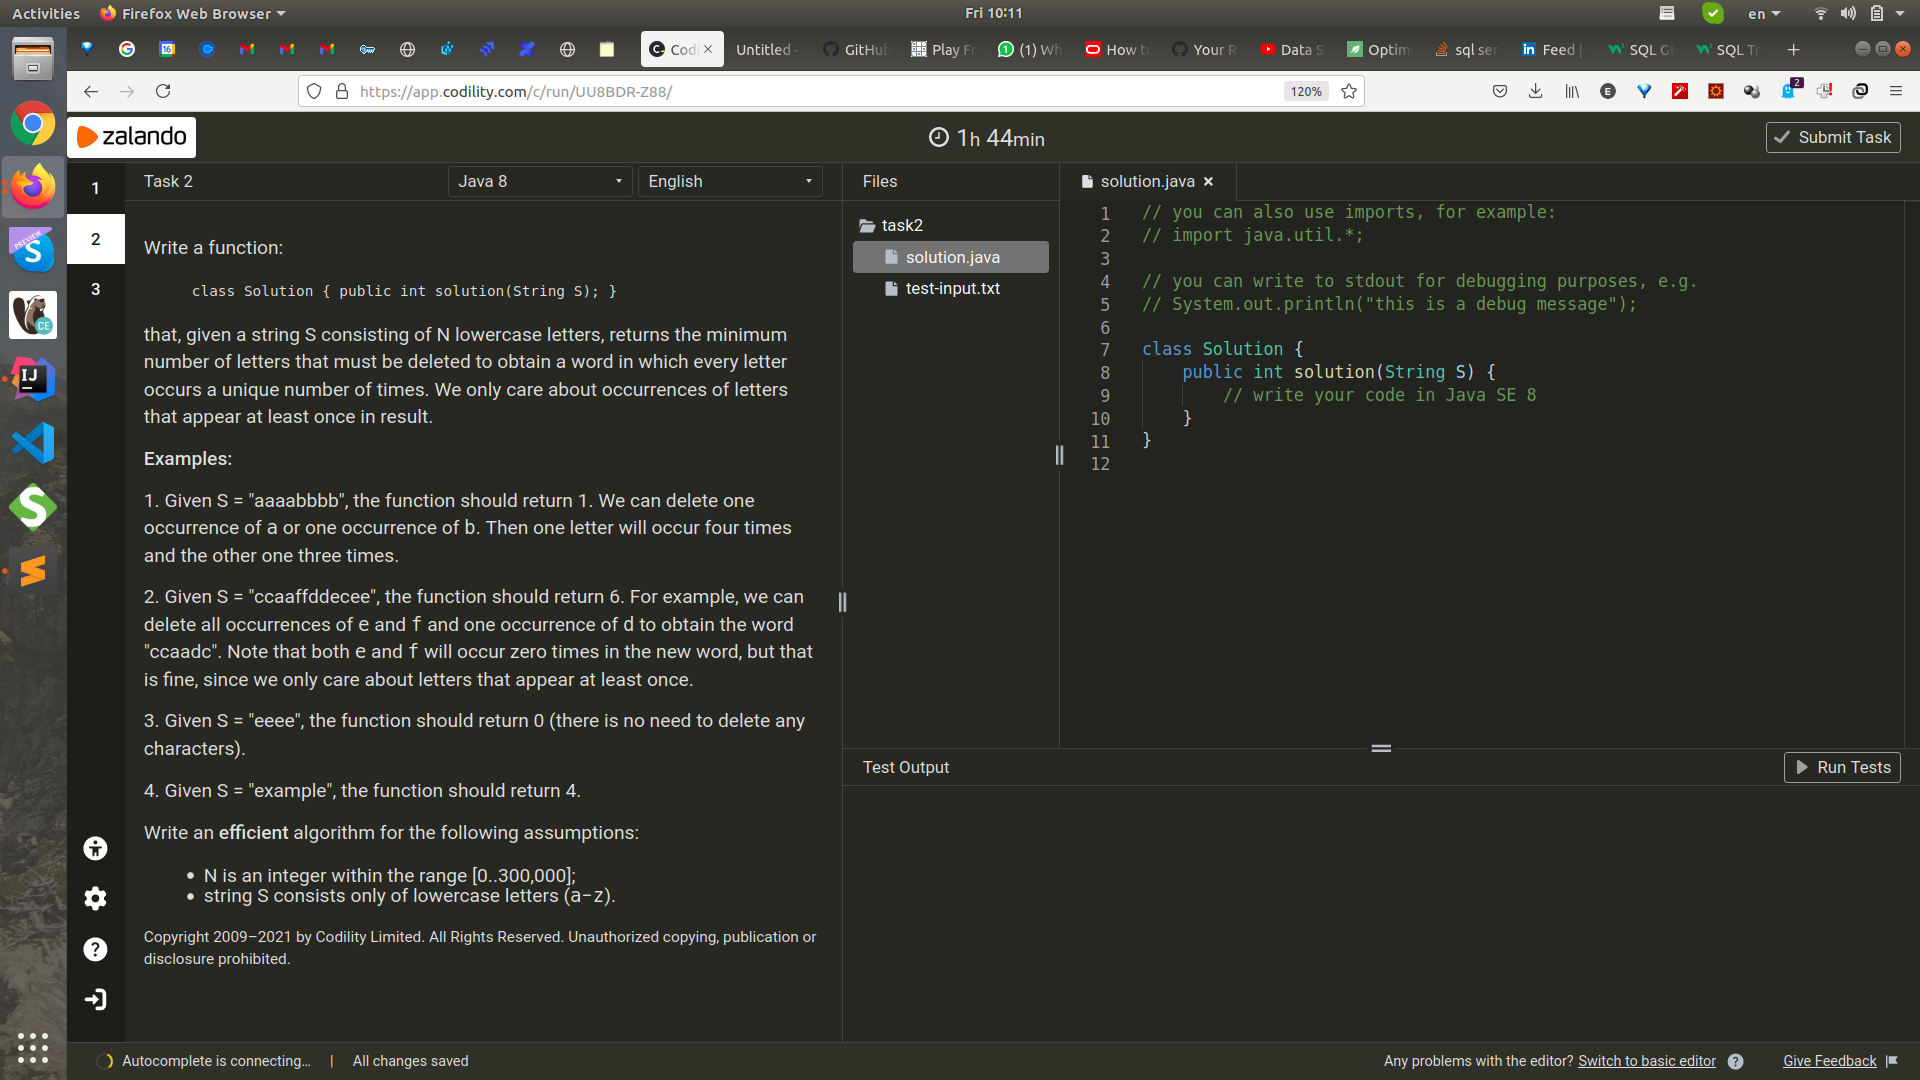 Activities
Firefox Web Browser
Fri 10:11
en
Codi
Untitled -
GitHub
Play Fr
(1) Wh
How to
Your R
Data S
Optim
sql ser
Feed |
SQL GR
SQL Tr
https://app.codility.com/c/run/UU8BDR-Z88/
120%
2
zalando
1h 44min
Submit Task
1
2
3
Task 2
Java 8
English
Files
solution.java
task2
solution.java
test-input.txt
Write a function:
class Solution { public int solution(String S); }
that, given a string S consisting of N lowercase letters, returns the minimum
number of letters that must be deleted to obtain a word in which every letter
occurs a unique number of times. We only care about occurrences of letters
that appear at least once in result.
Examples:
1. Given S = "aaaabbbb", the function should return 1. We can delete one
occurrence of a or one occurrence of b. Then one letter will occur four times
and the other one three times.
2. Given S = "ccaaffddecee", the function should return 6. For example, we can
delete all occurrences of e and f and one occurrence of d to obtain the word
"ccaadc". Note that both e and f will occur zero times in the new word, but that
is fine, since we only care about letters that appear at least once.
3. Given S = "eeee", the function should return 0 (there is no need to delete any
characters).
4. Given S = "example", the function should return 4.
Write an efficient algorithm for the following assumptions:
• N is an integer within the range [0..300,000];
• string S consists only of lowercase letters (a-z).
Copyright 2009–2021 by Codility Limited. All Rights Reserved. Unauthorized copying, publication or
disclosure prohibited.
1 // you can also use imports, for example:
2 // import java.util.*;
3
4 // you can write to stdout for debugging purposes, e.g.
5 // System.out.println("this is a debug message");
6
7 class Solution {
8 public int solution(String S) {
9 // write your code in Java SE 8
10 }
11 }
12
Test Output
Run Tests
Autocomplete is connecting...
|
All changes saved
Any problems with the editor? Switch to basic editor
Give Feedback